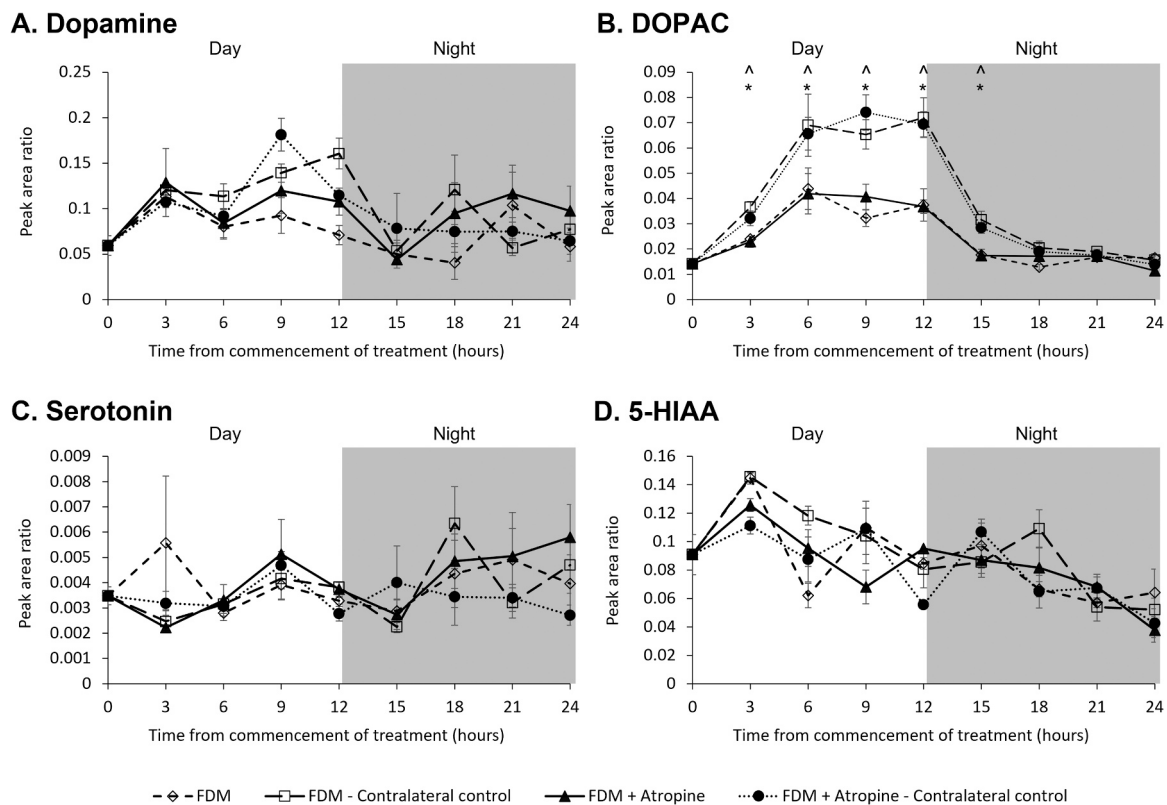 A. Dopamine
Day Night
Peak area ratio
0.25
0.2
0.15
0.1
0.05
0
0 3 6 9 12 15 18 21 24
Time from commencement of treatment (hours)
B. DOPAC
Day Night
Peak area ratio
^ ^ ^ ^ ^
* * * * *
0.09
0.08
0.07
0.06
0.05
0.04
0.03
0.02
0.01
0
0 3 6 9 12 15 18 21 24
Time from commencement of treatment (hours)
C. Serotonin
Day Night
Peak area ratio
0.009
0.008
0.007
0.006
0.005
0.004
0.003
0.002
0.001
0
0 3 6 9 12 15 18 21 24
Time from commencement of treatment (hours)
D. 5-HIAA
Day Night
Peak area ratio
0.16
0.14
0.12
0.1
0.08
0.06
0.04
0.02
0
0 3 6 9 12 15 18 21 24
Time from commencement of treatment (hours)
FDM FDM - Contralateral control FDM + Atropine FDM + Atropine - Contralateral control